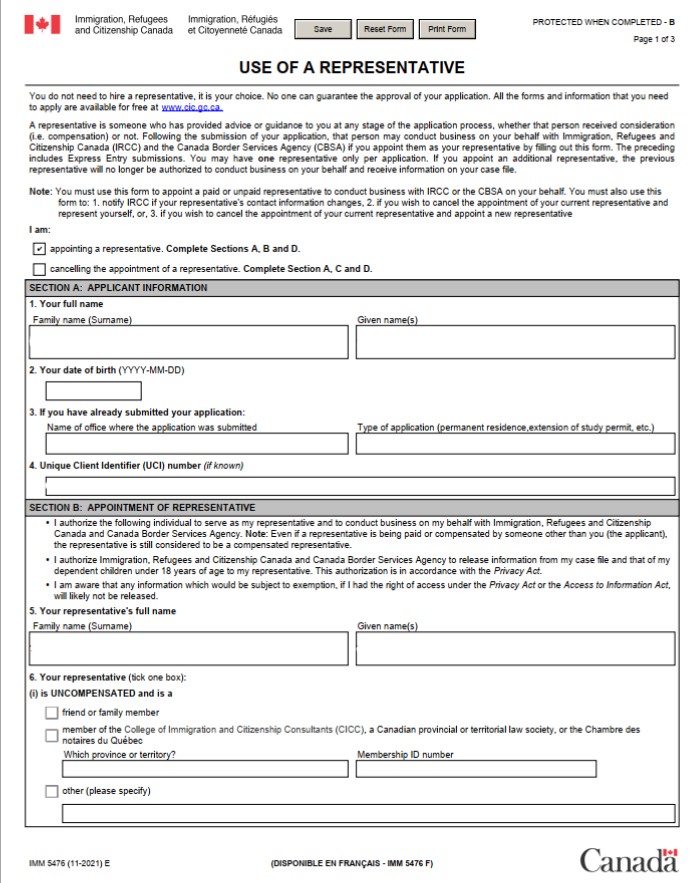 Immigration, Refugees
and Citizenship Canada
Immigration, Réfugiés
et Citoyenneté Canada
Save
Reset Form
Print Form
PROTECTED WHEN COMPLETED - B
Page 1 of 3
USE OF A REPRESENTATIVE
You do not need to hire a representative, it is your choice. No one can guarantee the approval of your application. All the forms and information that you need
to apply are available for free at www.cic.gc.ca.
A representative is someone who has provided advice or guidance to you at any stage of the application process, whether that person received consideration
(i.e. compensation) or not. Following the submission of your application, that person may conduct business on your behalf with Immigration, Refugees and
Citizenship Canada (IRCC) and the Canada Border Services Agency (CBSA) if you appoint them as your representative by filling out this form. The preceding
includes Express Entry submissions. You may have one representative only per application. If you appoint an additional representative, the previous
representative will no longer be authorized to conduct business on your behalf and receive information on your case file.
Note: You must use this form to appoint a paid or unpaid representative to conduct business with IRCC or the CBSA on your behalf. You must also use this
form to: 1. notify IRCC if your representative's contact information changes, 2. if you wish to cancel the appointment of your current representative and
represent yourself, or, 3. if you wish to cancel the appointment of your current representative and appoint a new representative
I am:
appointing a representative. Complete Sections A, B and D.
cancelling the appointment of a representative. Complete Section A, C and D.
SECTION A: APPLICANT INFORMATION
1. Your full name
Family name (Surname)
Given name(s)
2. Your date of birth (YYYY-MM-DD)
3. If you have already submitted your application:
Name of office where the application was submitted
Type of application (permanent residence,extension of study permit, etc.)
4. Unique Client Identifier (UCI) number (if known)
SECTION B: APPOINTMENT OF REPRESENTATIVE
• I authorize the following individual to serve as my representative and to conduct business on my behalf with Immigration, Refugees and Citizenship
Canada and Canada Border Services Agency. Note: Even if a representative is being paid or compensated by someone other than you (the applicant),
the representative is still considered to be a compensated representative.
• I authorize Immigration, Refugees and Citizenship Canada and Canada Border Services Agency to release information from my case file and that of my
dependent children under 18 years of age to my representative. This authorization is in accordance with the Privacy Act.
• I am aware that any information which would be subject to exemption, if I had the right of access under the Privacy Act or the Access to Information Act,
will likely not be released.
5. Your representative's full name
Family name (Surname)
Given name(s)
6. Your representative (tick one box):
(i) is UNCOMPENSATED and is a
friend or family member
member of the College of Immigration and Citizenship Consultants (CICC), a Canadian provincial or territorial law society, or the Chambre des
notaires du Québec
Which province or territory?
Membership ID number
other (please specify)
IMM 5476 (11-2021) E
(DISPONIBLE EN FRANÇAIS - IMM 5476 F)
Canada